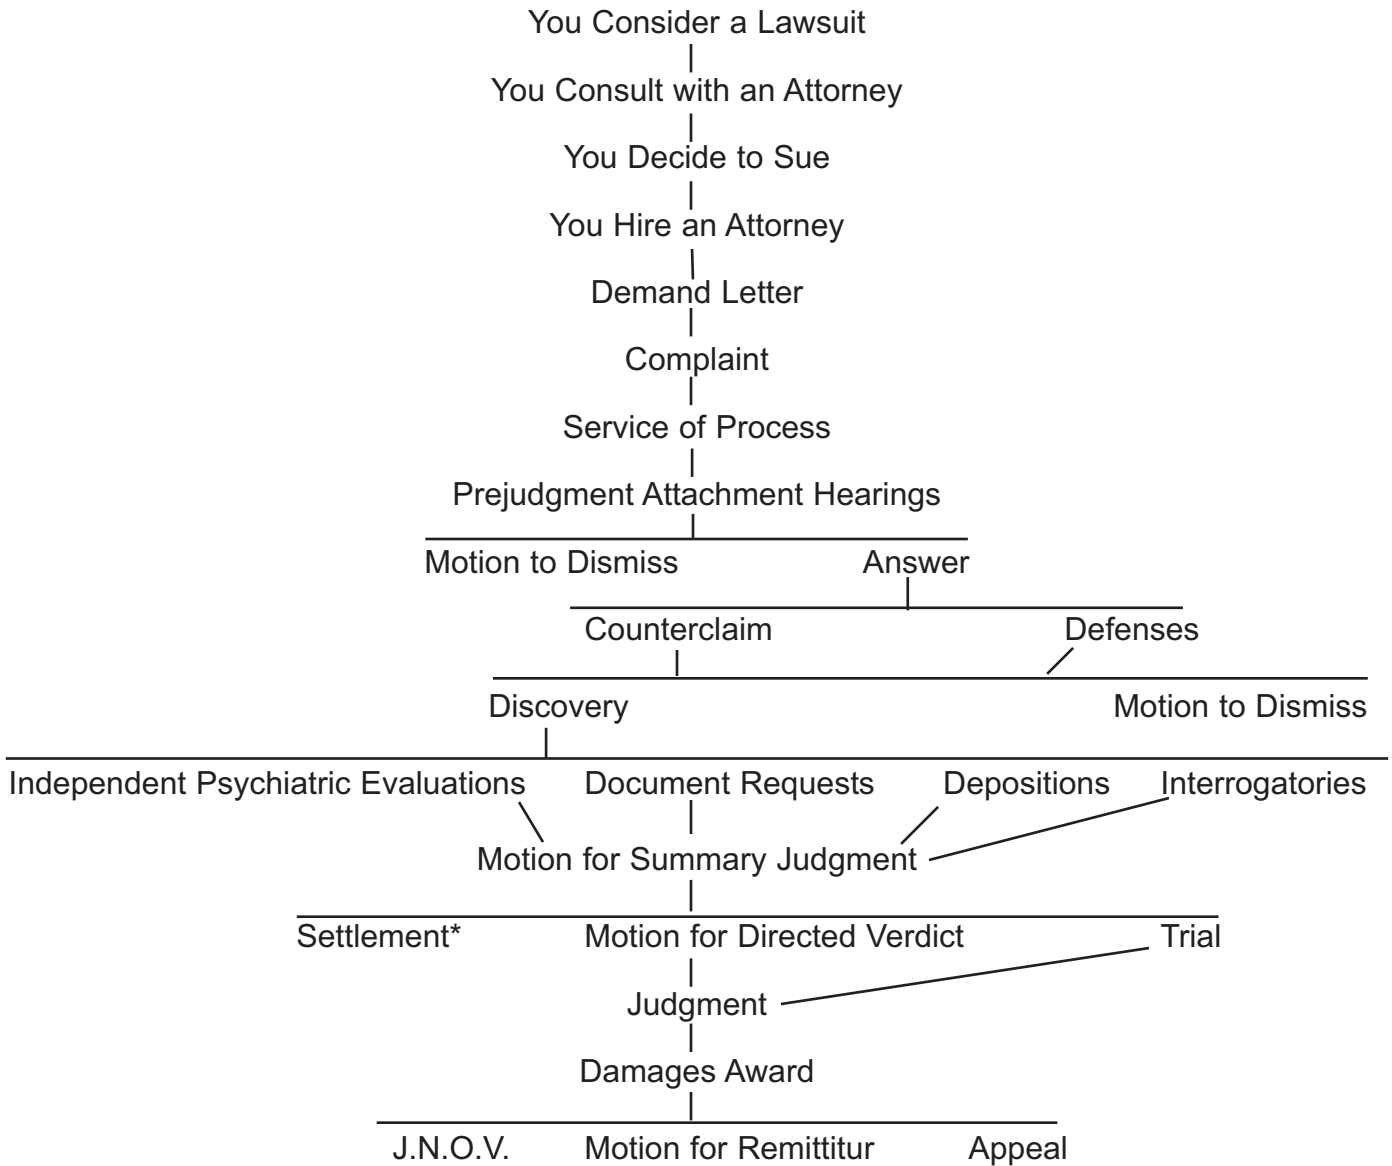 You Consider a Lawsuit
You Consult with an Attorney
You Decide to Sue
You Hire an Attorney
Demand Letter
Complaint
Service of Process
Prejudgment Attachment Hearings
Motion to Dismiss Answer
Counterclaim Defenses
Discovery Motion to Dismiss
Independent Psychiatric Evaluations Document Requests Depositions Interrogatories
Motion for Summary Judgment
Settlement* Motion for Directed Verdict Trial
Judgment
Damages Award
J.N.O.V. Motion for Remittitur Appeal